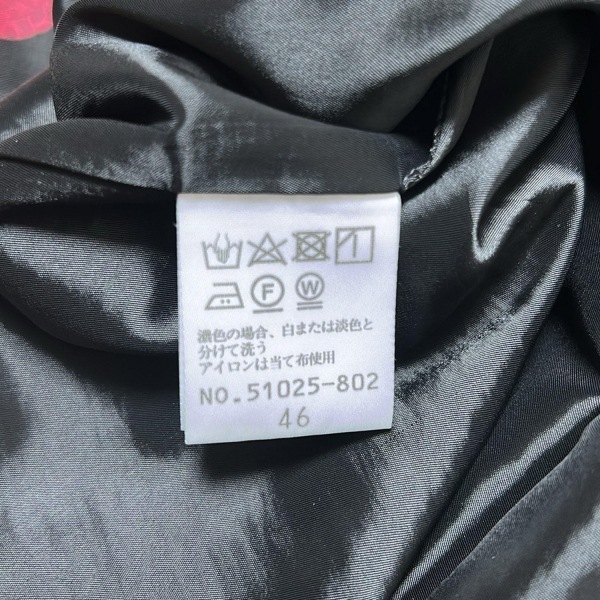 F W
濃色の場合、白または淡色と
分けて洗う
アイロンは当て布使用
NO.51025-802
46